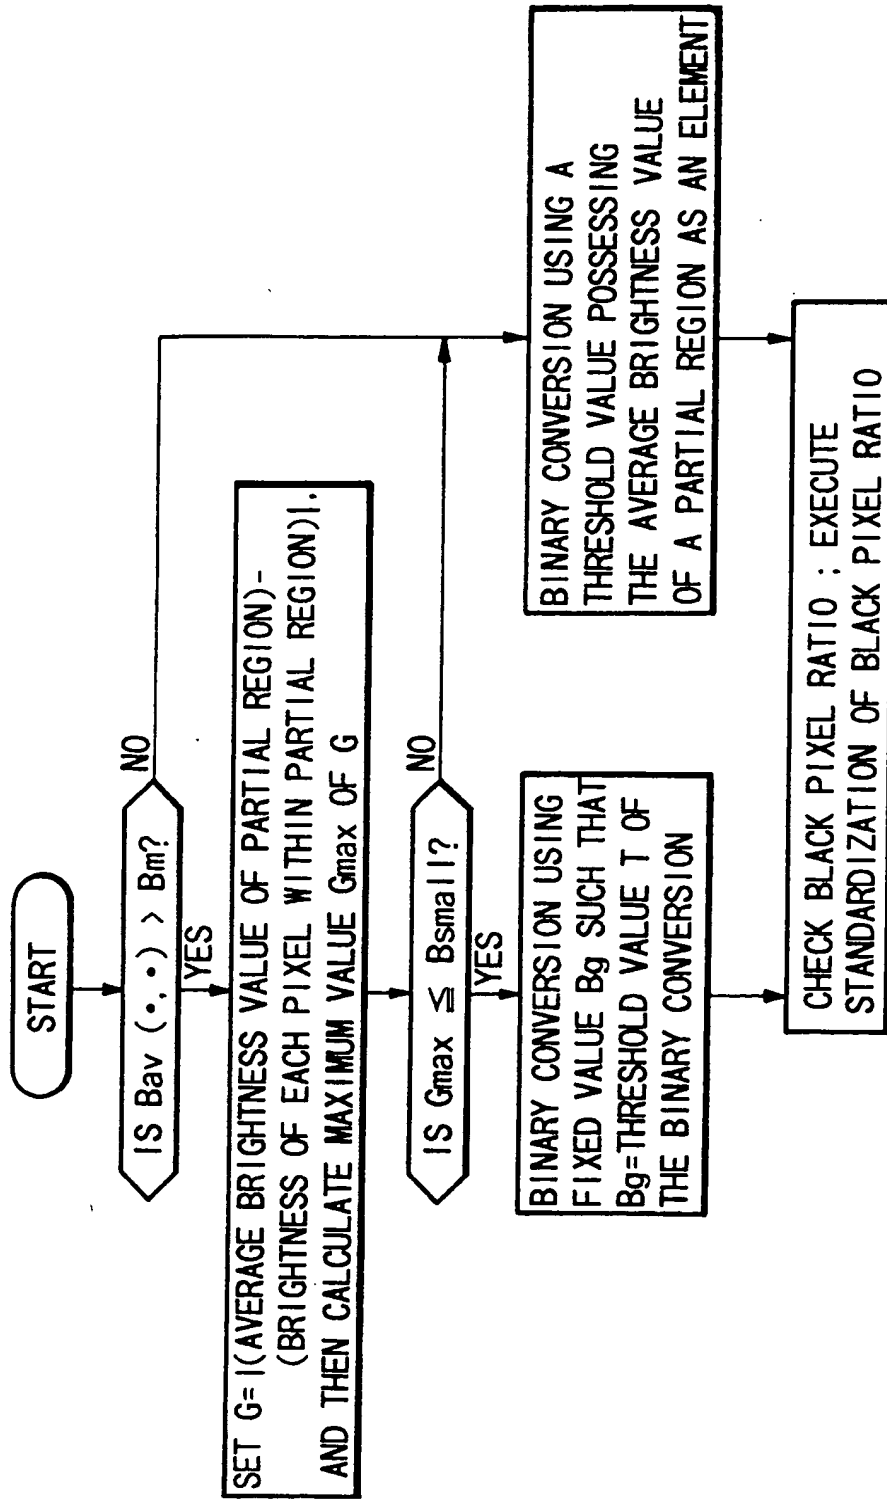 START
IS Bav (•,•) > Bm?
NO
YES
SET G=|(AVERAGE BRIGHTNESS VALUE OF PARTIAL REGION)-
(BRIGHTNESS OF EACH PIXEL WITHIN PARTIAL REGION)|.
AND THEN CALCULATE MAXIMUM VALUE Gmax OF G
IS Gmax ≦ Bsmall?
NO
YES
BINARY CONVERSION USING
FIXED VALUE Bg SUCH THAT
Bg=THRESHOLD VALUE T OF
THE BINARY CONVERSION
BINARY CONVERSION USING A
THRESHOLD VALUE POSSESSING
THE AVERAGE BRIGHTNESS VALUE
OF A PARTIAL REGION AS AN ELEMENT
CHECK BLACK PIXEL RATIO ; EXECUTE
STANDARDIZATION OF BLACK PIXEL RATIO